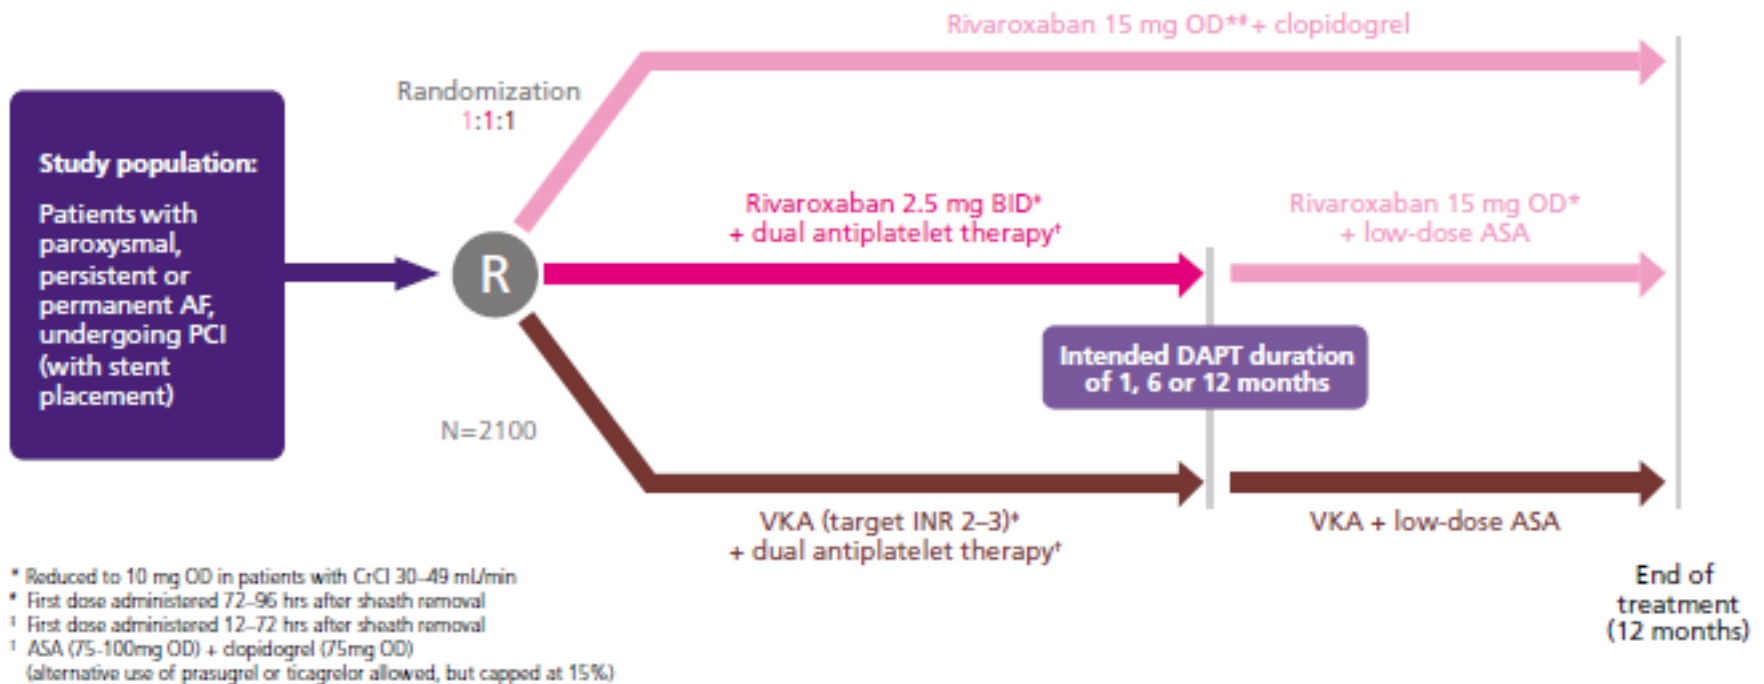 Rivaroxaban 15 mg OD*‡ + clopidogrel
Randomization
1:1:1
Study population:
Patients with
paroxysmal,
persistent or
permanent AF,
undergoing PCI
(with stent
placement)
R
N=2100
Rivaroxaban 2.5 mg BID‡
+ dual antiplatelet therapy†
Rivaroxaban 15 mg OD*
+ low-dose ASA
Intended DAPT duration
of 1, 6 or 12 months
VKA (target INR 2–3)
+ dual antiplatelet therapy†
VKA + low-dose ASA
End of
treatment
(12 months)
* Reduced to 10 mg OD in patients with CrCl 30–49 mL/min
First dose administered 72–96 hrs after sheath removal
‡ First dose administered 12–72 hrs after sheath removal
† ASA (75-100mg OD) + clopidogrel (75mg OD)
(alternative use of prasugrel or ticagrelor allowed, but capped at 15%)